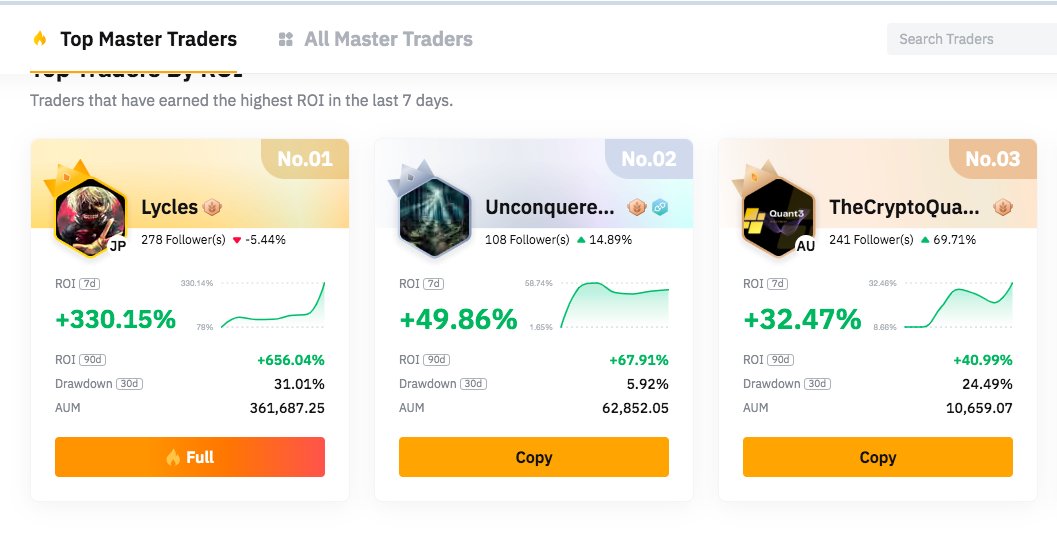 Top Master Traders
All Master Traders
Search Traders
Top Traders By ROI
Traders that have earned the highest ROI in the last 7 days.
No.01
Lycles
JP
278 Follower(s) -5.44%
ROI 7d
+330.15%
330.14%
78%
ROI 90d +656.04%
Drawdown 30d 31.01%
AUM 361,687.25
Full
No.02
Unconquere...
108 Follower(s) 14.89%
ROI 7d
+49.86%
58.74%
1.65%
ROI 90d +67.91%
Drawdown 30d 5.92%
AUM 62,852.05
Copy
No.03
Quant3
TheCryptoQua...
AU
241 Follower(s) 69.71%
ROI 7d
+32.47%
32.46%
8.66%
ROI 90d +40.99%
Drawdown 30d 24.49%
AUM 10,659.07
Copy